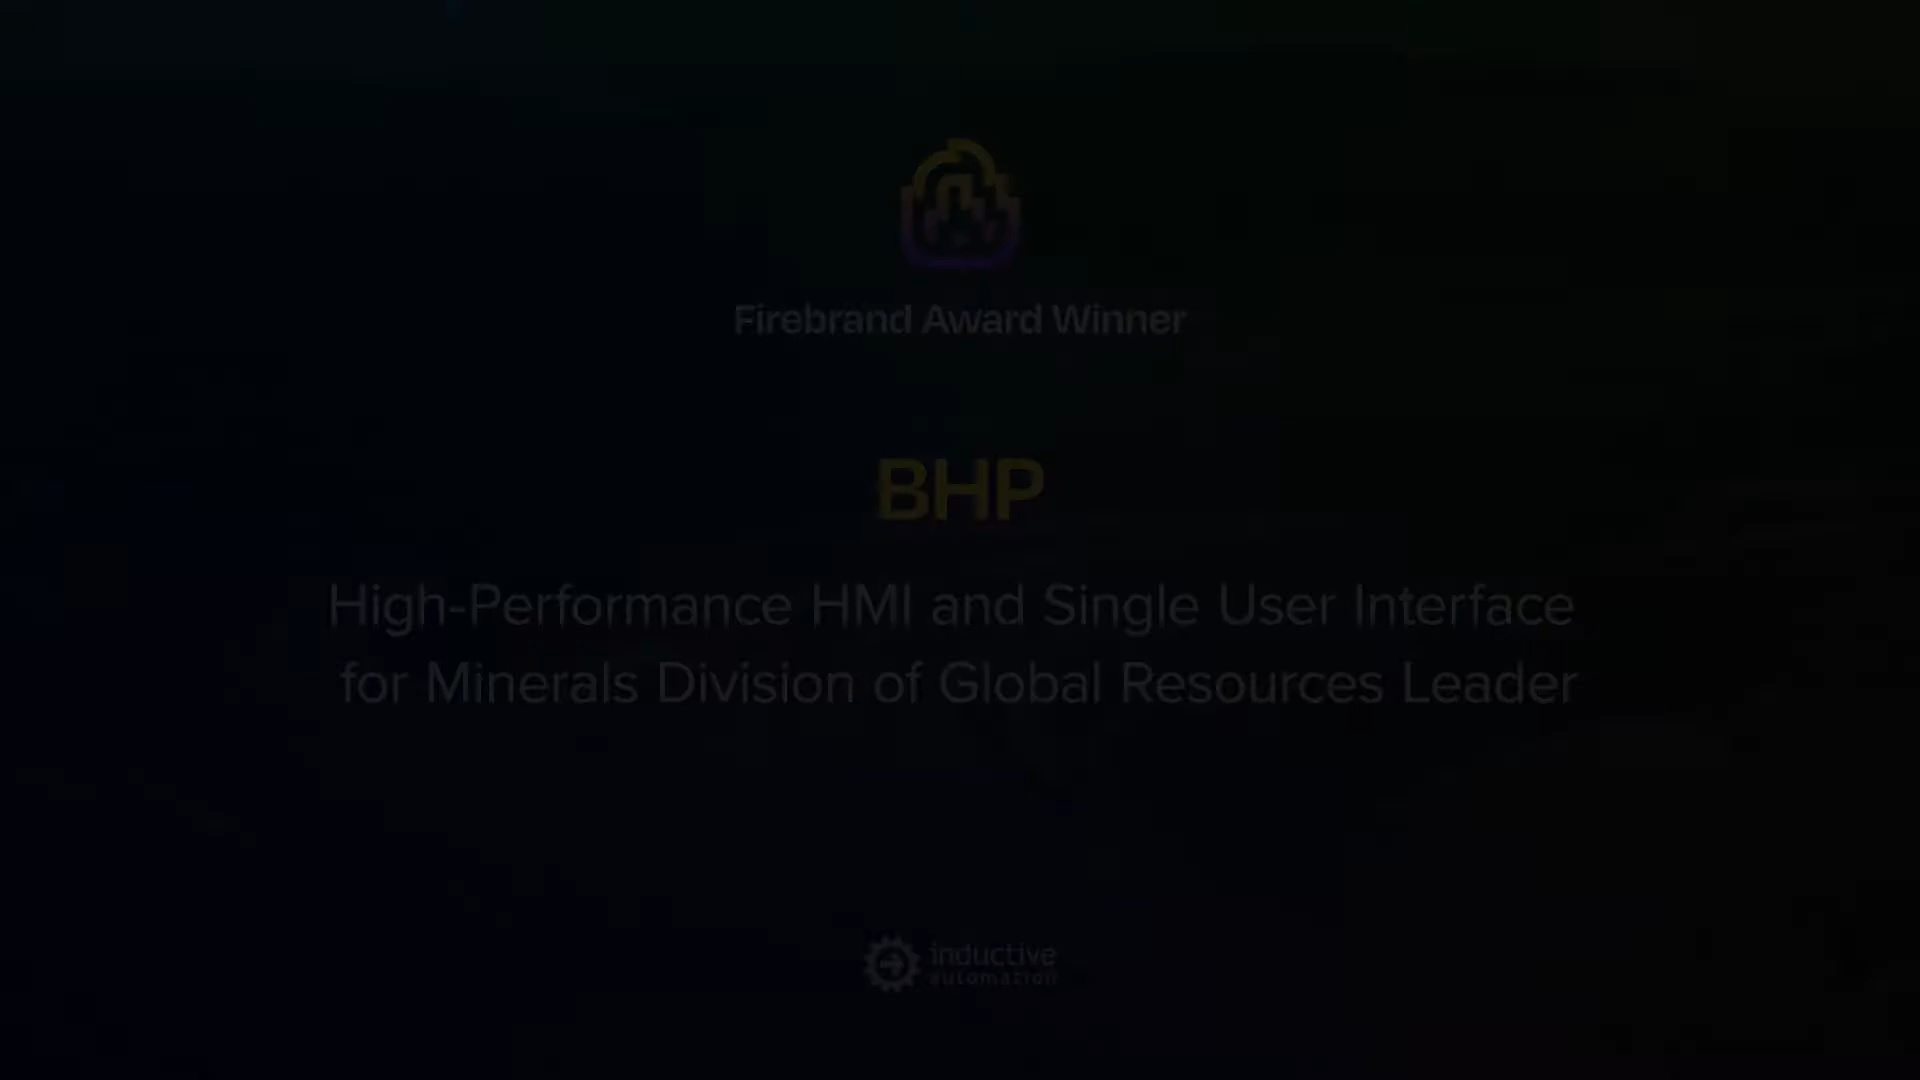 Firebrand Award Winner
BHP
High-Performance HMI and Single User Interface
for Minerals Division of Global Resources Leader
inductive
automation